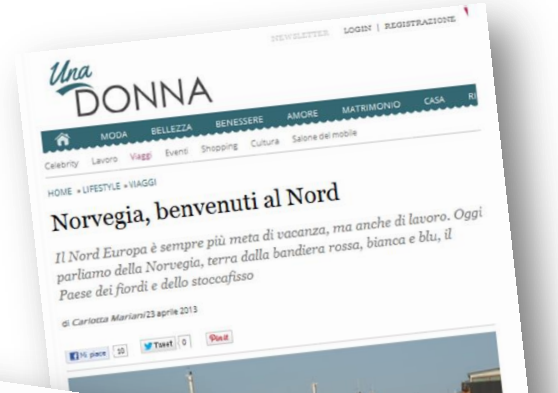 NEWSLETTER LOGIN | REGISTRAZIONE
Una
DONNA
MODA BELLEZZA BENESSERE AMORE MATRIMONIO CASA
Celebrity Lavoro Viaggi Eventi Shopping Cultura Salone del mobile
HOME » LIFESTYLE » VIAGGI
Norvegia, benvenuti al Nord
Il Nord Europa è sempre più meta di vacanza, ma anche di lavoro. Oggi
parliamo della Norvegia, terra dalla bandiera rossa, bianca e blu, il
Paese dei fiordi e dello stoccafisso
di Carlotta Mariani/23 aprile 2013
Mi piace 10 Tweet 0 Pin it